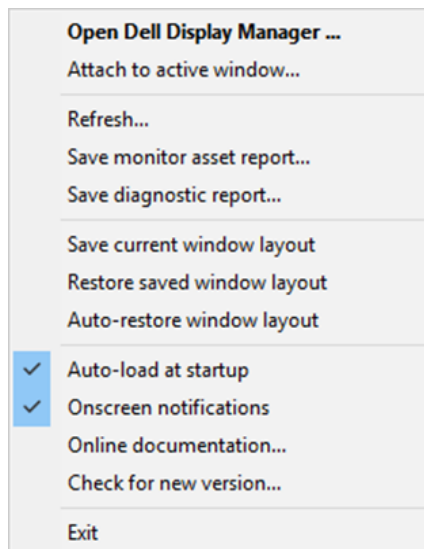 Open Dell Display Manager ...
Attach to active window...
Refresh...
Save monitor asset report...
Save diagnostic report...
Save current window layout
Restore saved window layout
Auto-restore window layout
Auto-load at startup
Onscreen notifications
Online documentation...
Check for new version...
Exit